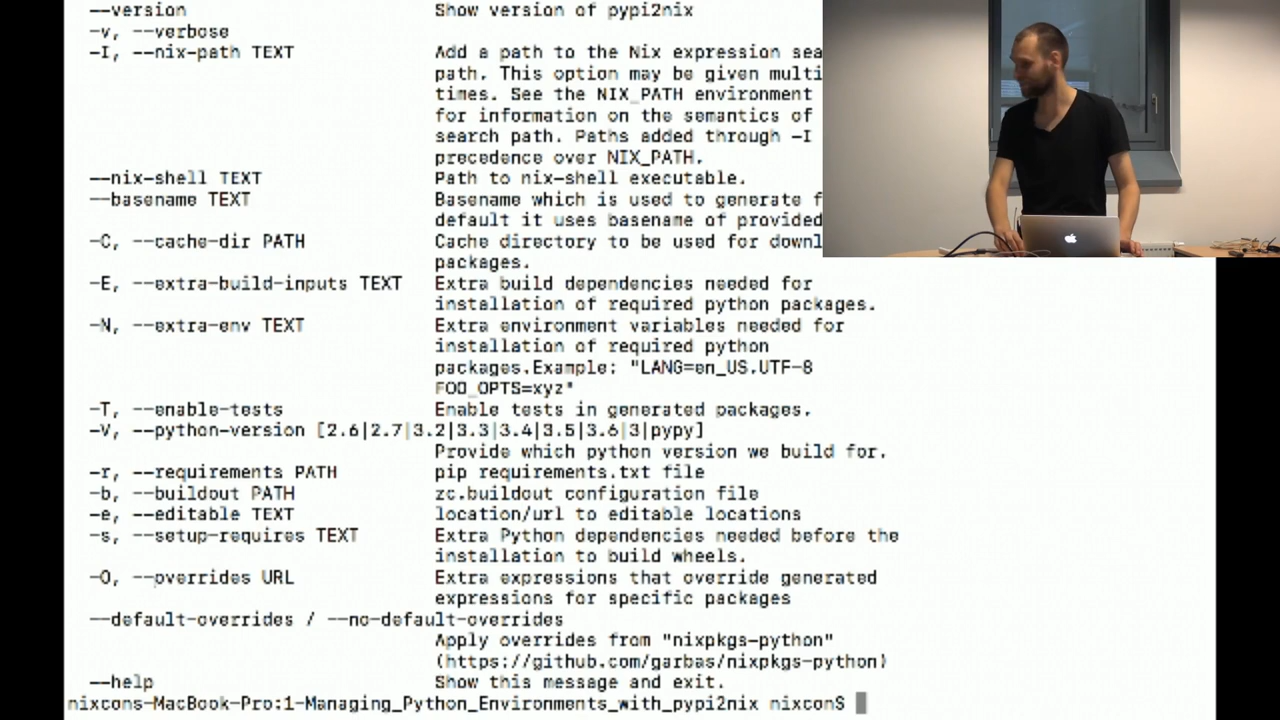 --version Show version of pypi2nix
-v, --verbose
-I, --nix-path TEXT Add a path to the Nix expression sea
path. This option may be given multi
times. See the NIX_PATH environment
for information on the semantics of
search path. Paths added through -I
precedence over NIX_PATH.
--nix-shell TEXT Path to nix-shell executable.
--basename TEXT Basename which is used to generate f
default it uses basename of provided
-C, --cache-dir PATH Cache directory to be used for downl
packages.
-E, --extra-build-inputs TEXT Extra build dependencies needed for
installation of required python packages.
-N, --extra-env TEXT Extra environment variables needed for
installation of required python
packages.Example: "LANG=en_US.UTF-8
FOO_OPTS=xyz"
-T, --enable-tests Enable tests in generated packages.
-V, --python-version [2.6|2.7|3.2|3.3|3.4|3.5|3.6|3|pypy]
Provide which python version we build for.
-r, --requirements PATH pip requirements.txt file
-b, --buildout PATH zc.buildout configuration file
-e, --editable TEXT location/url to editable locations
-s, --setup-requires TEXT Extra Python dependencies needed before the
installation to build wheels.
-O, --overrides URL Extra expressions that override generated
expressions for specific packages
--default-overrides / --no-default-overrides
Apply overrides from "nixpkgs-python"
(https://github.com/garbas/nixpkgs-python)
--help Show this message and exit.
nixcons-MacBook-Pro:1-Managing_Python_Environments_with_pypi2nix nixcon$